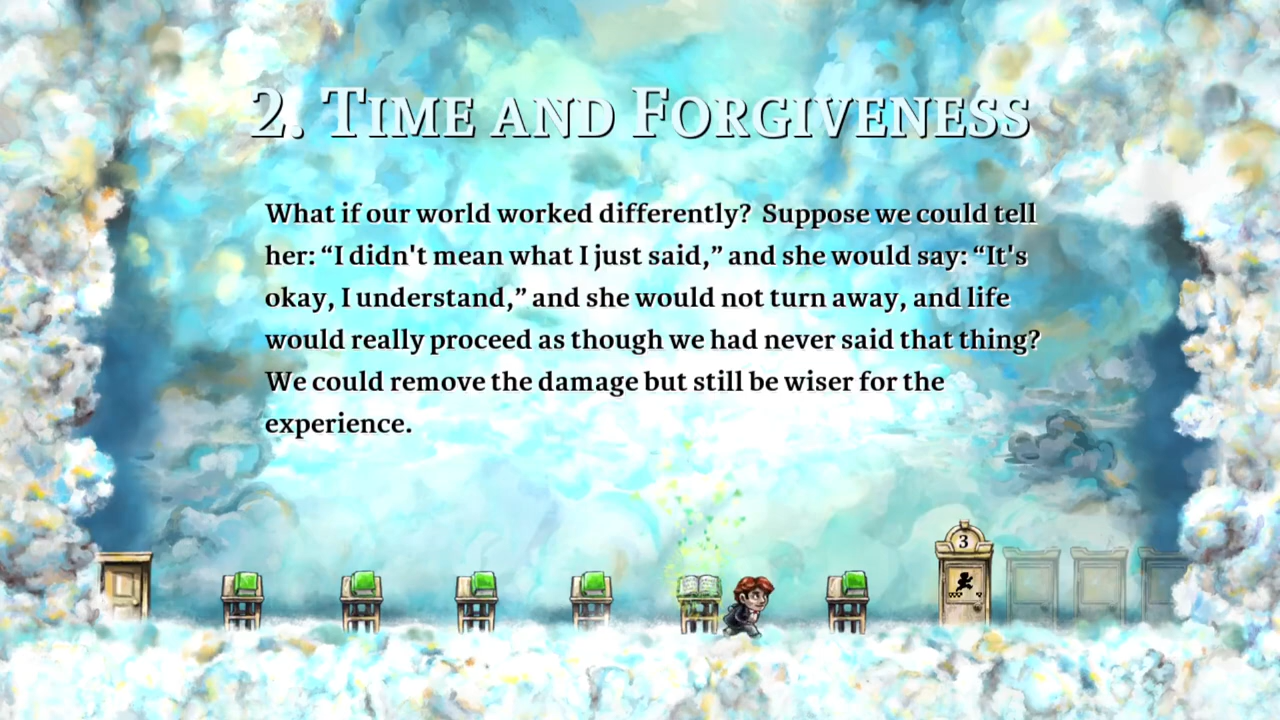 2. Time and Forgiveness
What if our world worked differently?  Suppose we could tell
her: “I didn't mean what I just said,” and she would say: “It's
okay, I understand,” and she would not turn away, and life
would really proceed as though we had never said that thing?
We could remove the damage but still be wiser for the
experience.
3